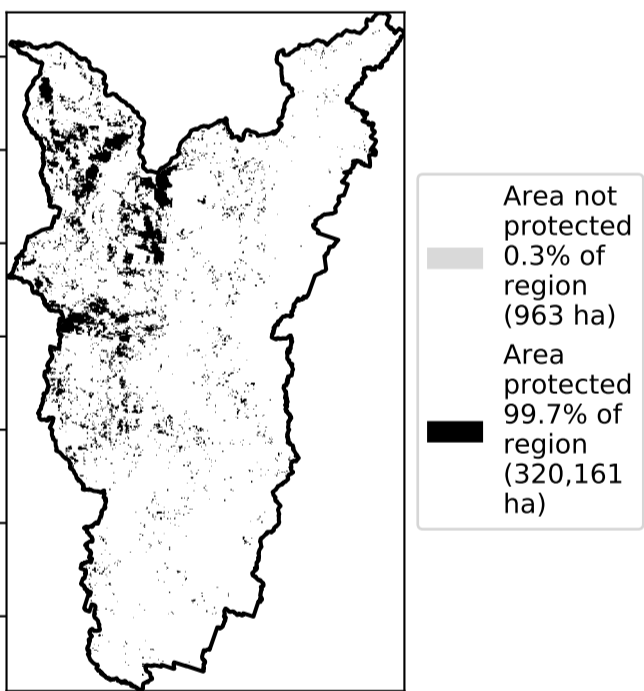 Area not
protected
0.3% of
region
(963 ha)
Area
protected
99.7% of
region
(320,161
ha)